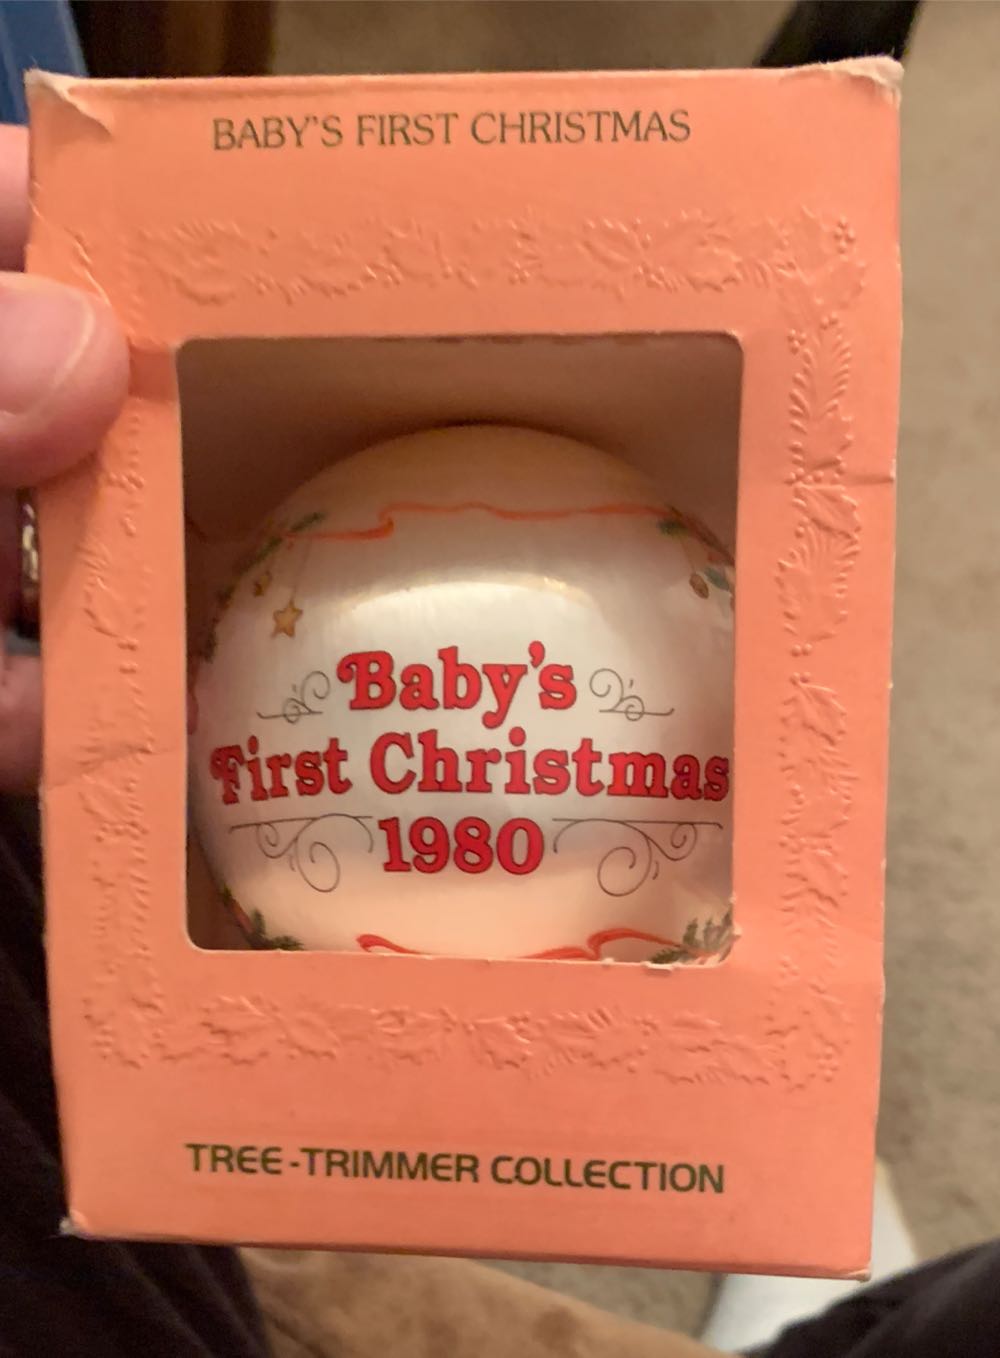 BABY'S FIRST CHRISTMAS
Baby's
First Christmas
1980
TREE-TRIMMER COLLECTION